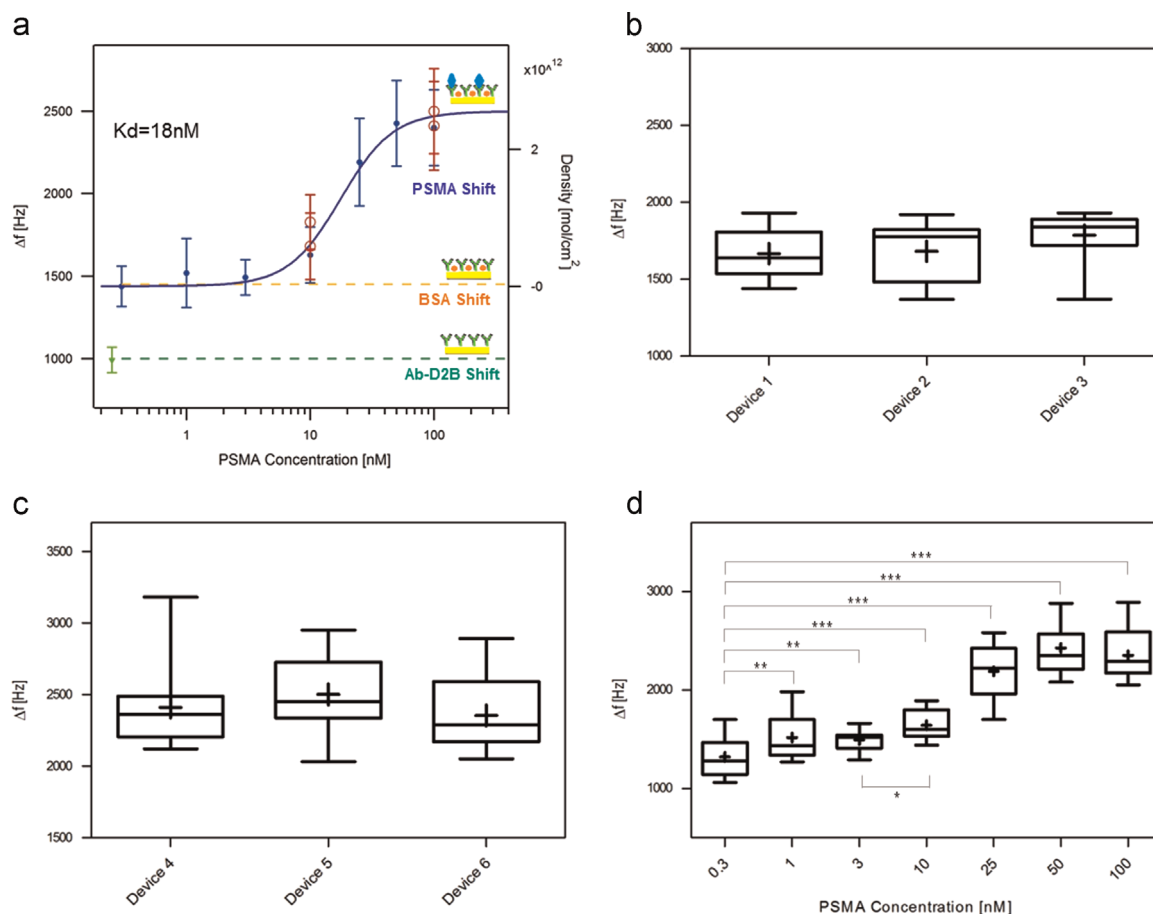 a
x10^12
2500
2000
1500
1000
Δf [Hz]
Kd=18nM
2
-0
Density [mol/cm²]
PSMA Shift
BSA Shift
Ab-D2B Shift
1
10
100
PSMA Concentration [nM]
b
3000
2500
2000
1500
1000
Δf [Hz]
Device 1
Device 2
Device 3
c
3500
3000
2500
2000
1500
Δf [Hz]
Device 4
Device 5
Device 6
d
3000
2000
1000
Δf [Hz]
***
***
***
***
**
**
*
0.3
1
3
10
25
50
100
PSMA Concentration [nM]